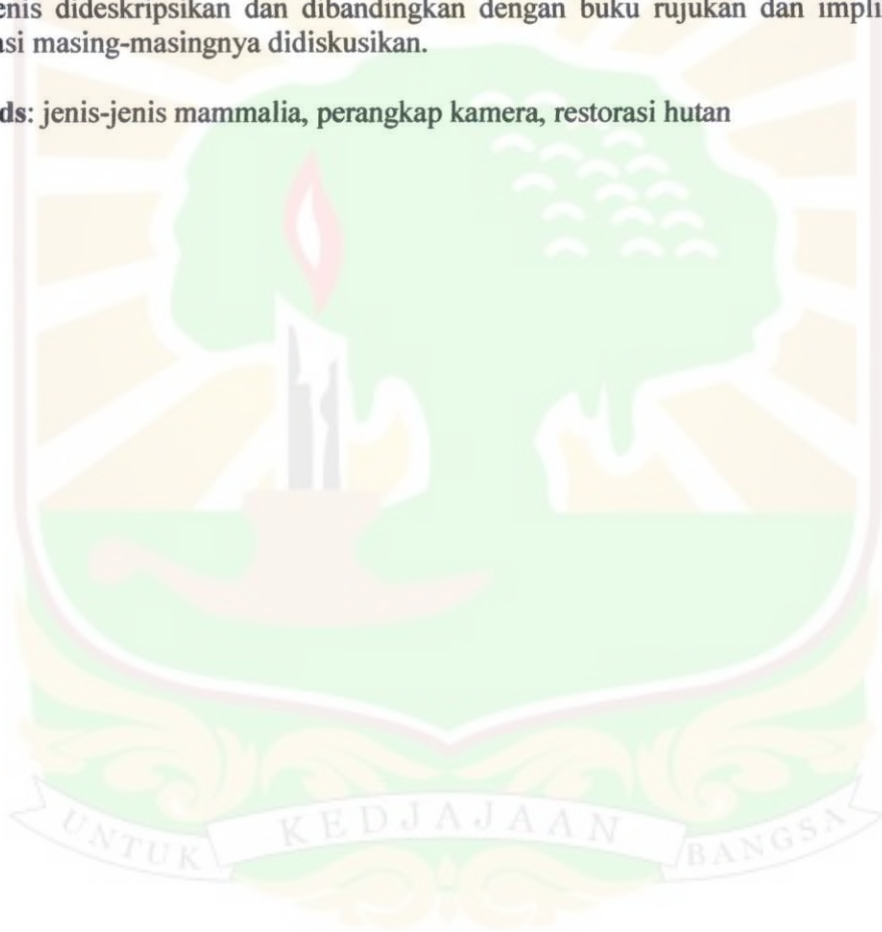 enis dideskripsikan dan dibandingkan dengan buku rujukan dan impli
si masing-masingnya didiskusikan.
ds: jenis-jenis mammalia, perangkap kamera, restorasi hutan
UNTUK KEDJAJAAN BANGSA